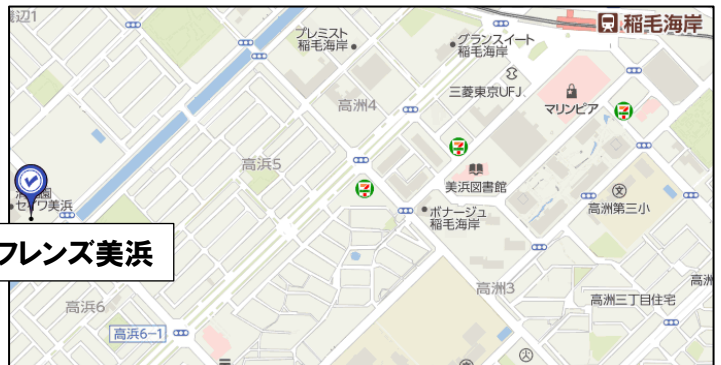 辺1
プレミスト
稲毛海岸
グランスイート
稲毛海岸
稲毛海岸
三菱東京UFJ
マリンピア
高洲4
高浜5
美浜図書館
高洲第三小
セイワ美浜
ボナージュ
稲毛海岸
フレンズ美浜
高洲3
高洲
高洲三丁目住宅
高浜6
高浜6-1